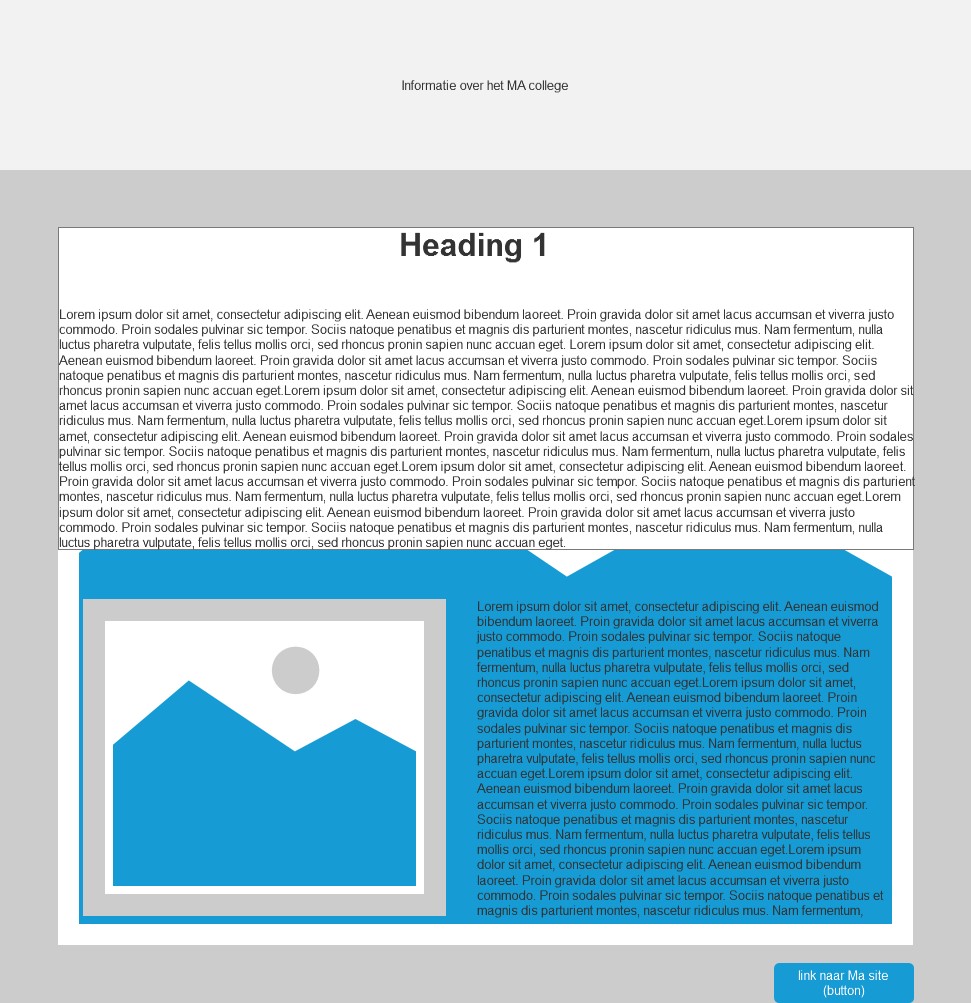 Informatie over het MA college
Heading 1
Lorem ipsum dolor sit amet, consectetur adipiscing elit. Aenean euismod bibendum laoreet. Proin gravida dolor sit amet lacus accumsan et viverra justo
commodo. Proin sodales pulvinar sic tempor. Sociis natoque penatibus et magnis dis parturient montes, nascetur ridiculus mus. Nam fermentum, nulla
luctus pharetra vulputate, felis tellus mollis orci, sed rhoncus pronin sapien nunc accuan eget. Lorem ipsum dolor sit amet, consectetur adipiscing elit.
Aenean euismod bibendum laoreet. Proin gravida dolor sit amet lacus accumsan et viverra justo commodo. Proin sodales pulvinar sic tempor. Sociis
natoque penatibus et magnis dis parturient montes, nascetur ridiculus mus. Nam fermentum, nulla luctus pharetra vulputate, felis tellus mollis orci, sed
rhoncus pronin sapien nunc accuan eget.Lorem ipsum dolor sit amet, consectetur adipiscing elit. Aenean euismod bibendum laoreet. Proin gravida dolor sit
amet lacus accumsan et viverra justo commodo. Proin sodales pulvinar sic tempor. Sociis natoque penatibus et magnis dis parturient montes, nascetur
ridiculus mus. Nam fermentum, nulla luctus pharetra vulputate, felis tellus mollis orci, sed rhoncus pronin sapien nunc accuan eget.Lorem ipsum dolor sit
amet, consectetur adipiscing elit. Aenean euismod bibendum laoreet. Proin gravida dolor sit amet lacus accumsan et viverra justo commodo. Proin sodales
pulvinar sic tempor. Sociis natoque penatibus et magnis dis parturient montes, nascetur ridiculus mus. Nam fermentum, nulla luctus pharetra vulputate, felis
tellus mollis orci, sed rhoncus pronin sapien nunc accuan eget.Lorem ipsum dolor sit amet, consectetur adipiscing elit. Aenean euismod bibendum laoreet.
Proin gravida dolor sit amet lacus accumsan et viverra justo commodo. Proin sodales pulvinar sic tempor. Sociis natoque penatibus et magnis dis parturient
montes, nascetur ridiculus mus. Nam fermentum, nulla luctus pharetra vulputate, felis tellus mollis orci, sed rhoncus pronin sapien nunc accuan eget.Lorem
ipsum dolor sit amet, consectetur adipiscing elit. Aenean euismod bibendum laoreet. Proin gravida dolor sit amet lacus accumsan et viverra justo
commodo. Proin sodales pulvinar sic tempor. Sociis natoque penatibus et magnis dis parturient montes, nascetur ridiculus mus. Nam fermentum, nulla
luctus pharetra vulputate, felis tellus mollis orci, sed rhoncus pronin sapien nunc accuan eget.
Lorem ipsum dolor sit amet, consectetur adipiscing elit. Aenean euismod
bibendum laoreet. Proin gravida dolor sit amet lacus accumsan et viverra
justo commodo. Proin sodales pulvinar sic tempor. Sociis natoque
penatibus et magnis dis parturient montes, nascetur ridiculus mus. Nam
fermentum, nulla luctus pharetra vulputate, felis tellus mollis orci, sed
rhoncus pronin sapien nunc accuan eget.Lorem ipsum dolor sit amet,
consectetur adipiscing elit. Aenean euismod bibendum laoreet. Proin
gravida dolor sit amet lacus accumsan et viverra justo commodo. Proin
sodales pulvinar sic tempor. Sociis natoque penatibus et magnis dis
parturient montes, nascetur ridiculus mus. Nam fermentum, nulla luctus
pharetra vulputate, felis tellus mollis orci, sed rhoncus pronin sapien nunc
accuan eget.Lorem ipsum dolor sit amet, consectetur adipiscing elit.
Aenean euismod bibendum laoreet. Proin gravida dolor sit amet lacus
accumsan et viverra justo commodo. Proin sodales pulvinar sic tempor.
Sociis natoque penatibus et magnis dis parturient montes, nascetur
ridiculus mus. Nam fermentum, nulla luctus pharetra vulputate, felis tellus
mollis orci, sed rhoncus pronin sapien nunc accuan eget.Lorem ipsum
dolor sit amet, consectetur adipiscing elit. Aenean euismod bibendum
laoreet. Proin gravida dolor sit amet lacus accumsan et viverra justo
commodo. Proin sodales pulvinar sic tempor. Sociis natoque penatibus et
magnis dis parturient montes, nascetur ridiculus mus. Nam fermentum,
link naar Ma site
(button)